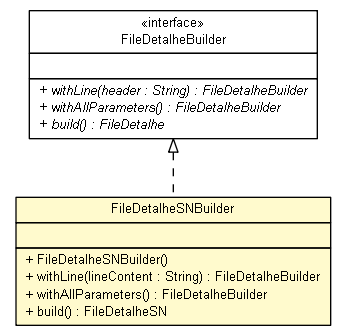 «interface»
FileDetalheBuilder
+ withLine(header : String) : FileDetalheBuilder
+ withAllParameters() : FileDetalheBuilder
+ build() : FileDetalhe
FileDetalheSNBuilder
+ FileDetalheSNBuilder()
+ withLine(lineContent : String) : FileDetalheBuilder
+ withAllParameters() : FileDetalheBuilder
+ build() : FileDetalheSN